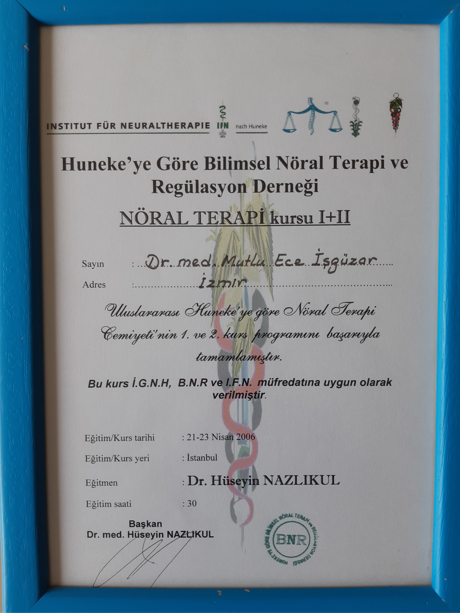 INSTITUT FÜR NEURALTHERAPIE IFN nach Huneke
Huneke'ye Göre Bilimsel Nöral Terapi ve
Regülasyon Derneği
NÖRAL TERAPİ kursu I+II
Sayın : Dr. med. Mutlu Ece İşgüzar
Adres : İzmir
Uluslararası Huneke'ye göre Nöral Terapi
Cemiyeti'nin 1. ve 2. kurs programını başarıyla
tamamlamıştır.
Bu kurs İ.G.N.H, B.N.R ve I.F.N. müfredatına uygun olarak
verilmiştir.
Eğitim/Kurs tarihi : 21-23 Nisan 2006
Eğitim/Kurs yeri : İstanbul
Eğitmen : Dr. Hüseyin NAZLIKUL
Eğitim saati : 30
Başkan
Dr. med. Hüseyin NAZLIKUL
BNR